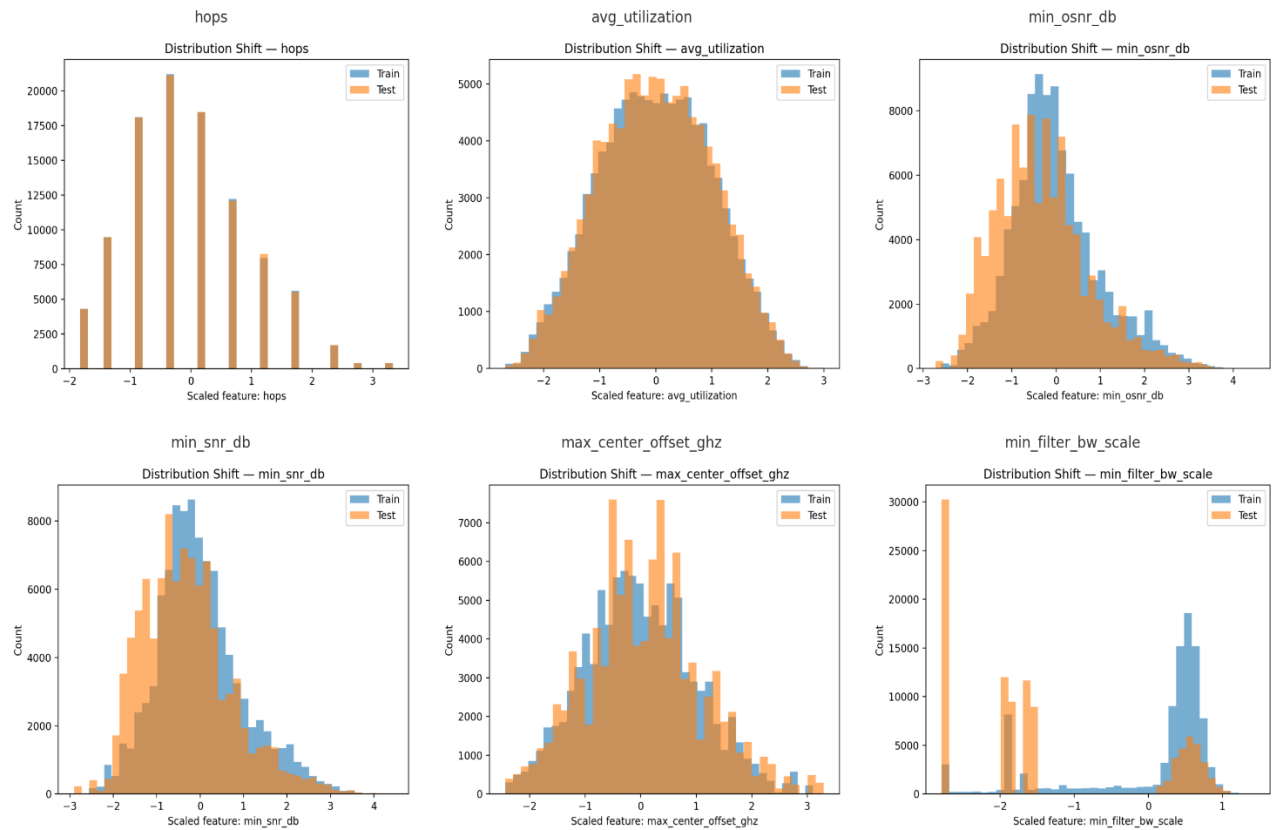 hops
avg_utilization
min_osnr_db
Distribution Shift — hops
Distribution Shift — avg_utilization
Distribution Shift — min_osnr_db
Train
Test
20000
17500
15000
12500
10000
7500
5000
2500
0
Count
−2 −1 0 1 2 3
Scaled feature: hops
Train
Test
5000
4000
3000
2000
1000
0
Count
−2 −1 0 1 2 3
Scaled feature: avg_utilization
Train
Test
8000
6000
4000
2000
0
Count
−3 −2 −1 0 1 2 3 4
Scaled feature: min_osnr_db
min_snr_db
max_center_offset_ghz
min_filter_bw_scale
Distribution Shift — min_snr_db
Distribution Shift — max_center_offset_ghz
Distribution Shift — min_filter_bw_scale
Train
Test
8000
6000
4000
2000
0
Count
−3 −2 −1 0 1 2 3 4
Scaled feature: min_snr_db
Train
Test
7000
6000
5000
4000
3000
2000
1000
0
Count
−2 −1 0 1 2 3
Scaled feature: max_center_offset_ghz
Train
Test
30000
25000
20000
15000
10000
5000
0
Count
−2 −1 0 1
Scaled feature: min_filter_bw_scale